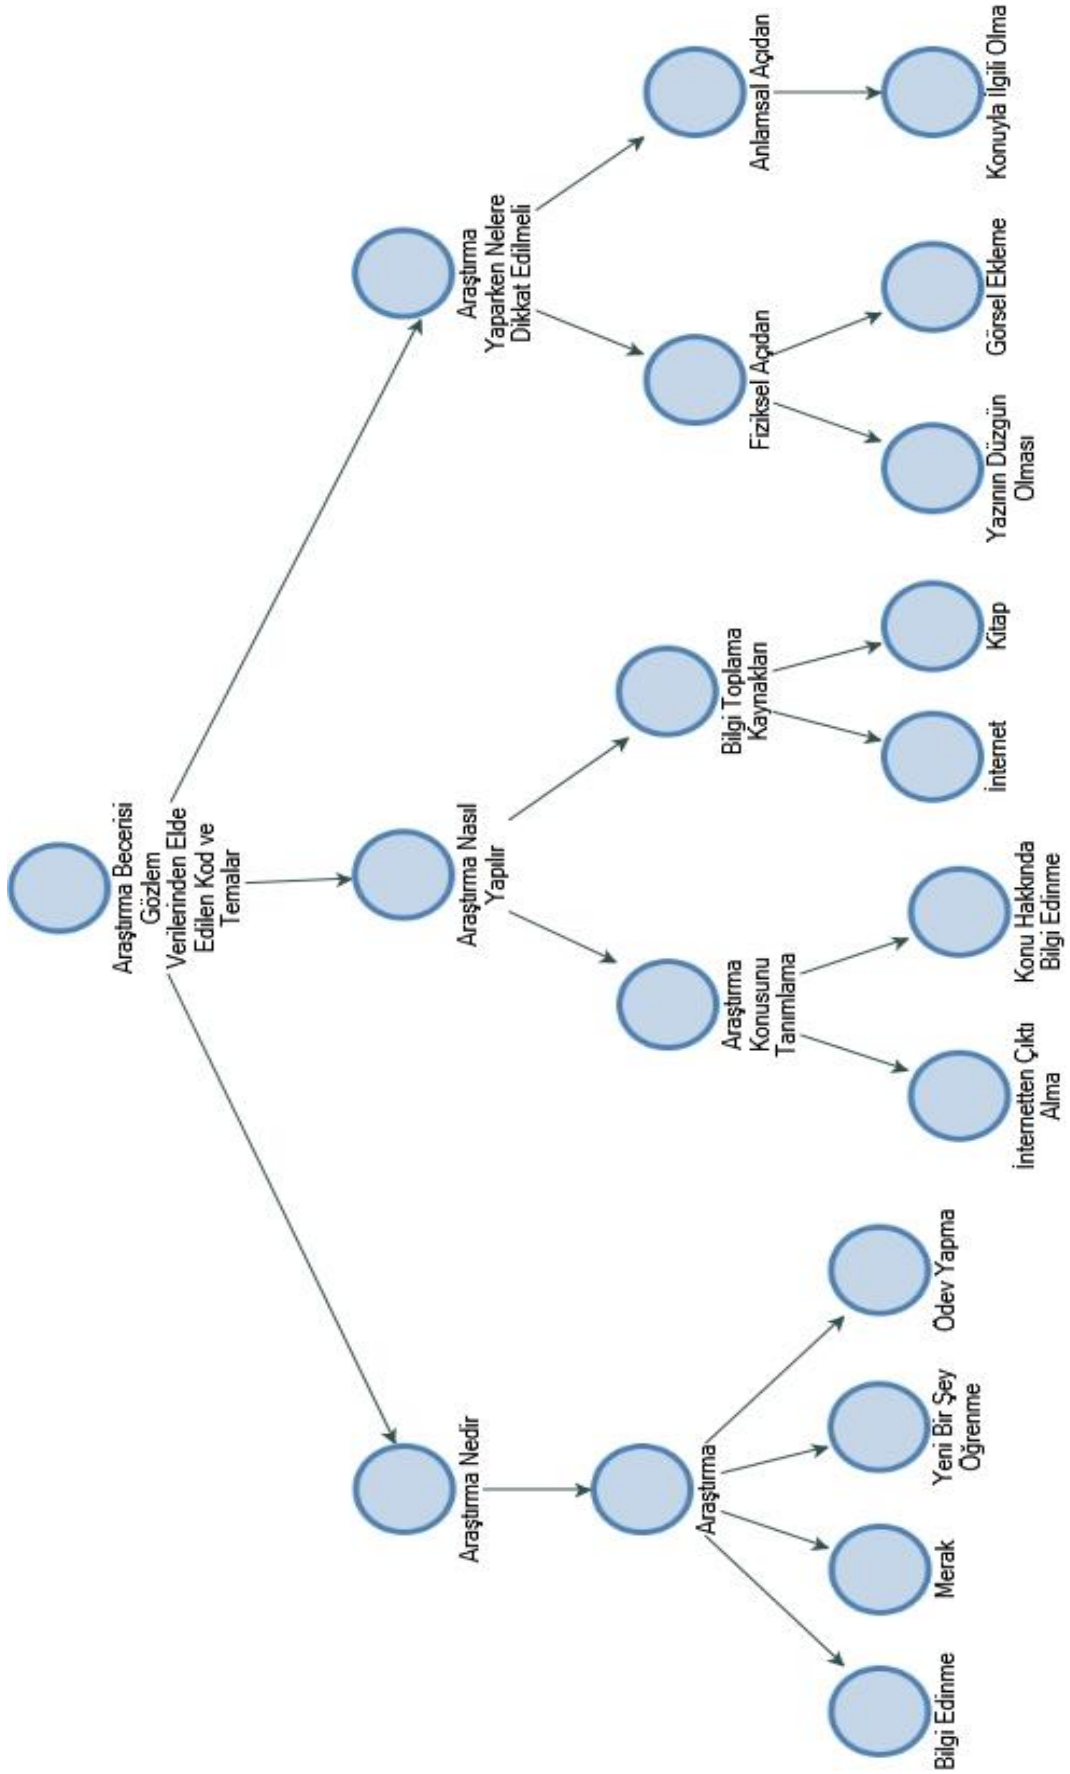 Araştırma Becerisi
Gözlem
Verilerinden Elde
Edilen Kod ve
Temalar
Araştırma Nedir
Araştırma Nasıl
Yapılır
Araştırma
Yaparken Nelere
Dikkat Edilmeli
Araştırma
Araştırma
Konusunu
Tanımlama
Bilgi Toplama
Kaynakları
Fiziksel Açıdan
Anlamsal Açıdan
Bilgi Edinme
Merak
Yeni Bir Şey
Öğrenme
Ödev Yapma
İnternetten Çıktı
Alma
Konu Hakkında
Bilgi Edinme
İnternet
Kitap
Yazının Düzgün
Olması
Görsel Ekleme
Konuyla İlgili Olma